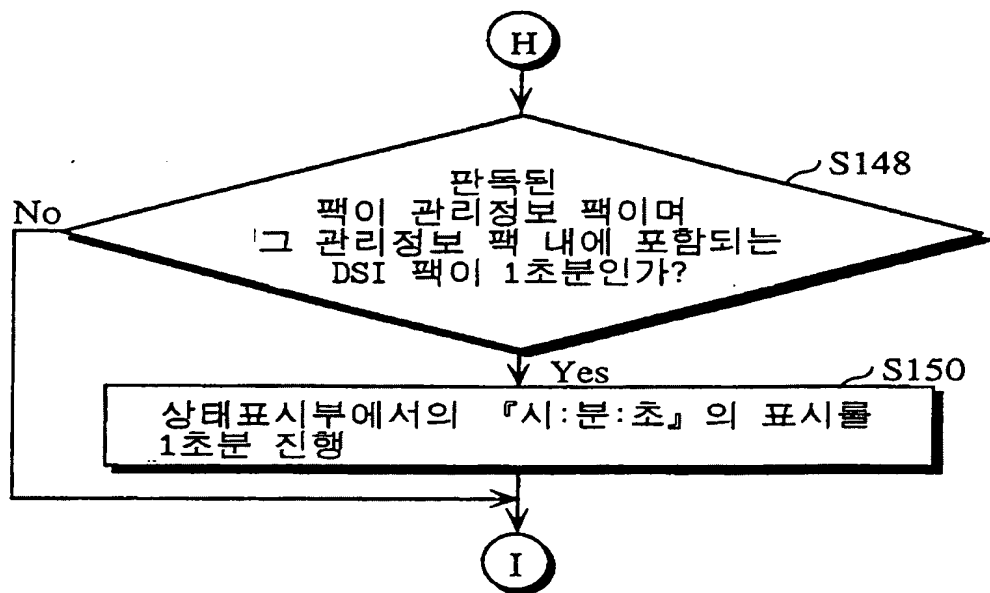 H
S148
판독된
팩이 관리정보 팩이며
그 관리정보 팩 내에 포함되는
DSI 팩이 1초분인가?
No
Yes
S150
상태표시부에서의 『시:분:초』의 표시를
1초분 진행
I